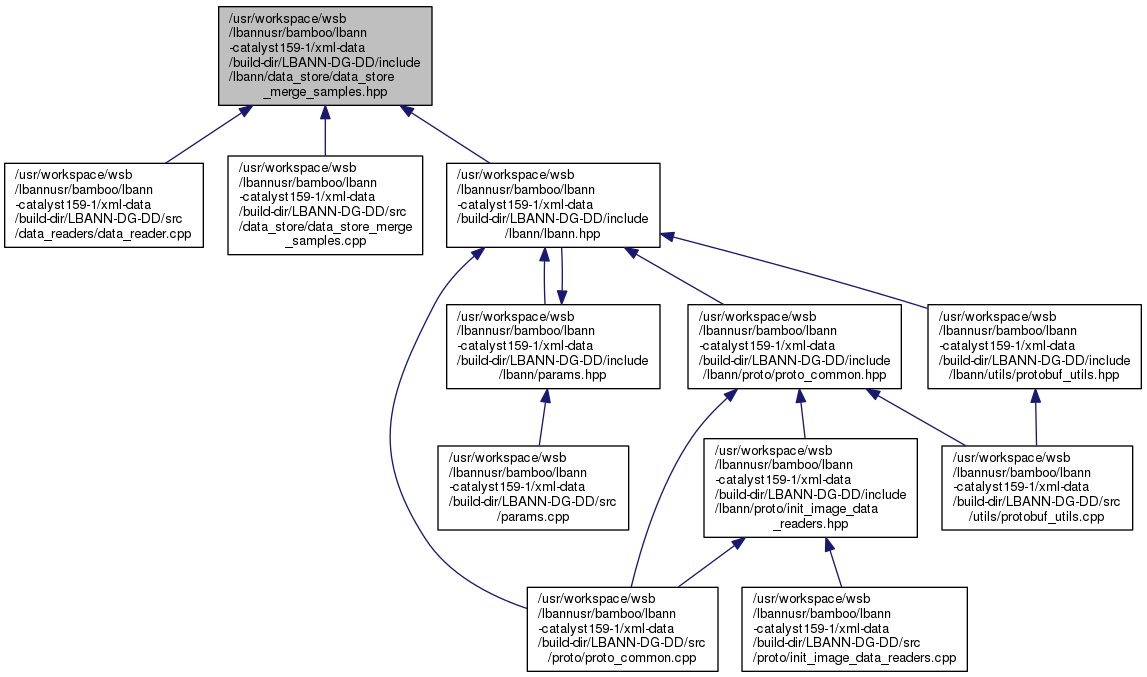 /usr/workspace/wsb
/lbannusr/bamboo/lbann
-catalyst159-1/xml-data
/build-dir/LBANN-DG-DD/include
/lbann/data_store/data_store
_merge_samples.hpp
/usr/workspace/wsb
/lbannusr/bamboo/lbann
-catalyst159-1/xml-data
/build-dir/LBANN-DG-DD/src
/data_readers/data_reader.cpp
/usr/workspace/wsb
/lbannusr/bamboo/lbann
-catalyst159-1/xml-data
/build-dir/LBANN-DG-DD/src
/data_store/data_store_merge
_samples.cpp
/usr/workspace/wsb
/lbannusr/bamboo/lbann
-catalyst159-1/xml-data
/build-dir/LBANN-DG-DD/include
/lbann/lbann.hpp
/usr/workspace/wsb
/lbannusr/bamboo/lbann
-catalyst159-1/xml-data
/build-dir/LBANN-DG-DD/include
/lbann/params.hpp
/usr/workspace/wsb
/lbannusr/bamboo/lbann
-catalyst159-1/xml-data
/build-dir/LBANN-DG-DD/include
/lbann/proto/proto_common.hpp
/usr/workspace/wsb
/lbannusr/bamboo/lbann
-catalyst159-1/xml-data
/build-dir/LBANN-DG-DD/include
/lbann/utils/protobuf_utils.hpp
/usr/workspace/wsb
/lbannusr/bamboo/lbann
-catalyst159-1/xml-data
/build-dir/LBANN-DG-DD/src
/params.cpp
/usr/workspace/wsb
/lbannusr/bamboo/lbann
-catalyst159-1/xml-data
/build-dir/LBANN-DG-DD/include
/lbann/proto/init_image_data
_readers.hpp
/usr/workspace/wsb
/lbannusr/bamboo/lbann
-catalyst159-1/xml-data
/build-dir/LBANN-DG-DD/src
/utils/protobuf_utils.cpp
/usr/workspace/wsb
/lbannusr/bamboo/lbann
-catalyst159-1/xml-data
/build-dir/LBANN-DG-DD/src
/proto/proto_common.cpp
/usr/workspace/wsb
/lbannusr/bamboo/lbann
-catalyst159-1/xml-data
/build-dir/LBANN-DG-DD/src
/proto/init_image_data_readers.cpp